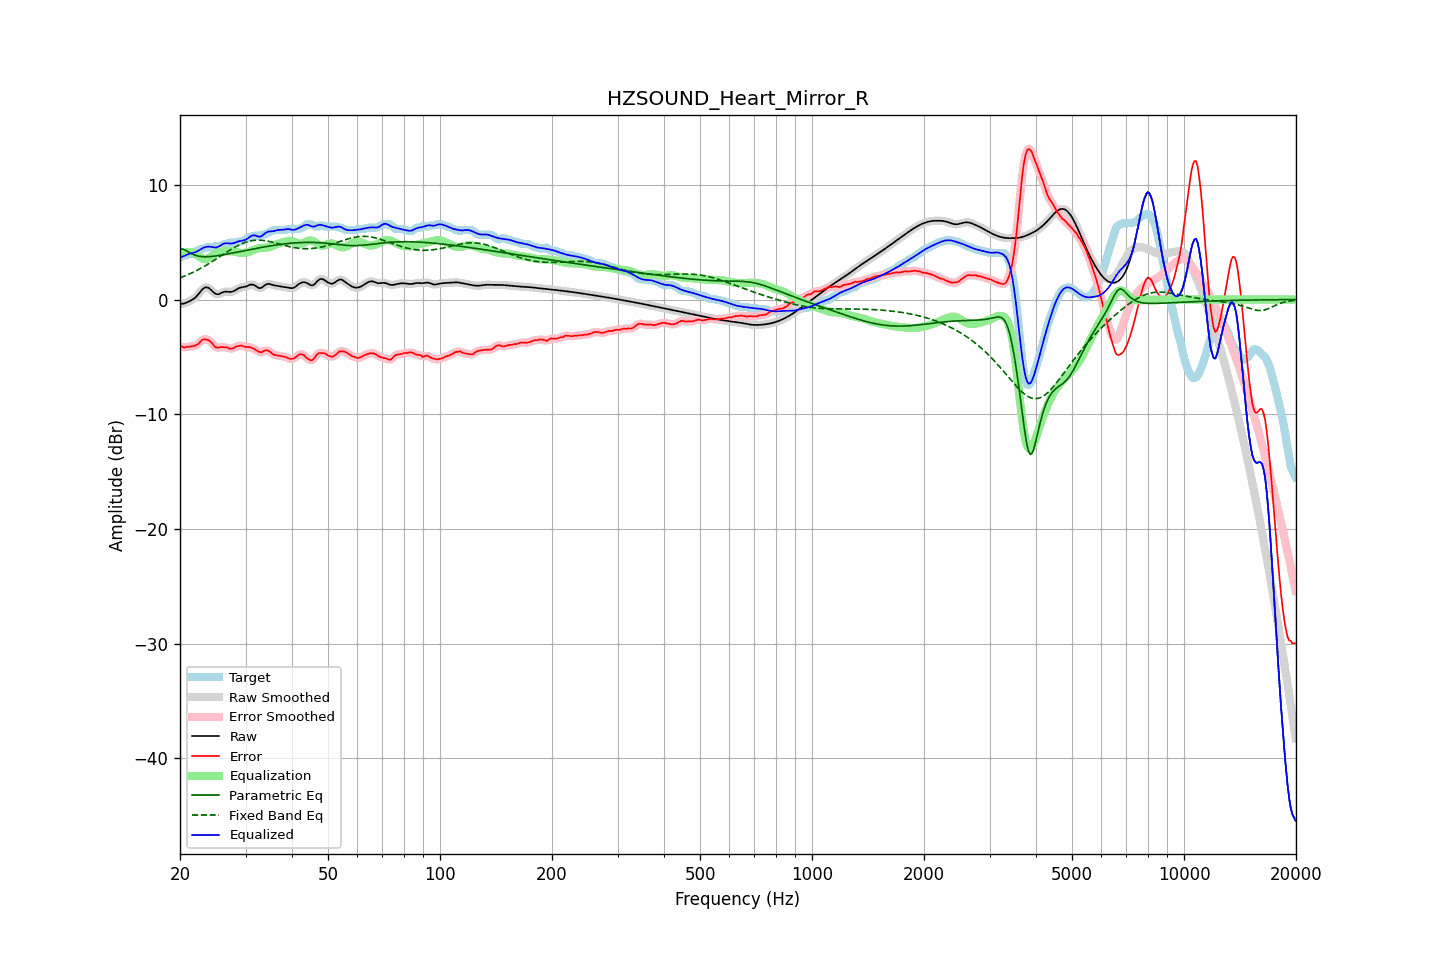 HZSOUND_Heart_Mirror_R
Amplitude (dBr)
10
0
−10
−20
−30
−40
Target
Raw Smoothed
Error Smoothed
Raw
Error
Equalization
Parametric Eq
Fixed Band Eq
Equalized
20 50 100 200 500 1000 2000 5000 10000 20000
Frequency (Hz)